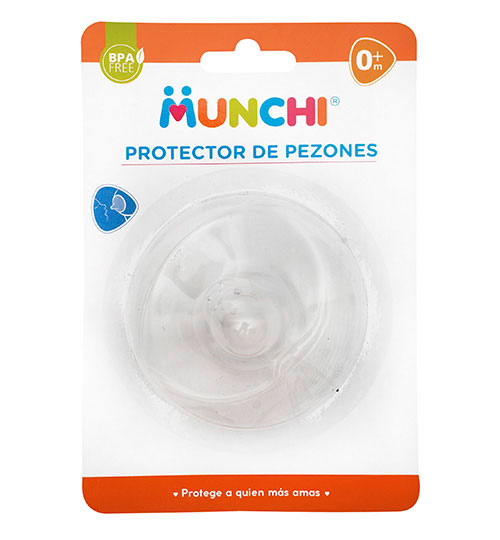 BPA
FREE
0+
m
MUNCHI®
PROTECTOR DE PEZONES
♥ Protege a quien más amas ♥